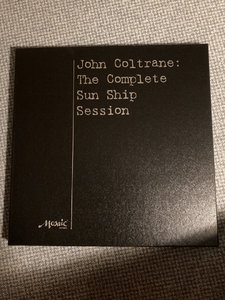 John Coltrane:
The Complete
Sun Ship
Session
Mosaic